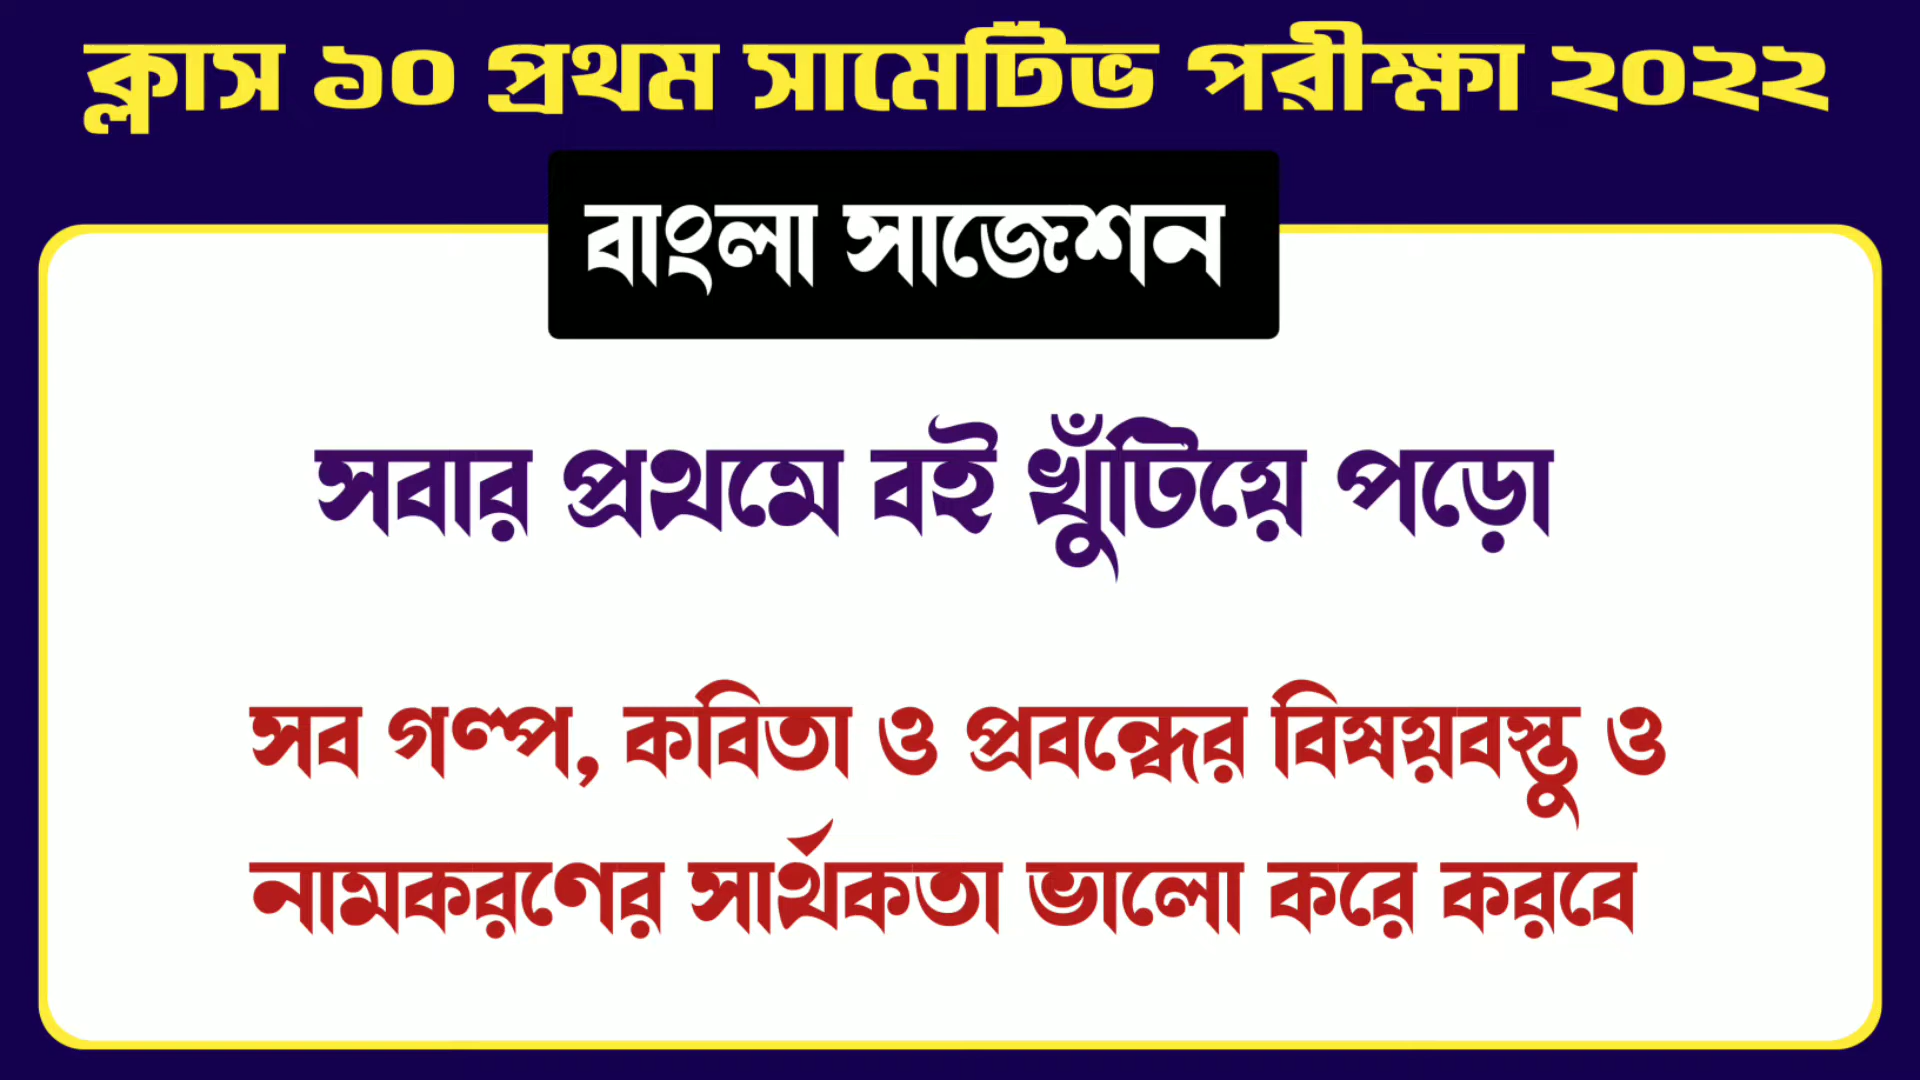 ক্লাস ১০ প্রথম সামেটিভ পরীক্ষা ২০২২
বাংলা সাজেশন
সবার প্রথমে বই খুঁটিয়ে পড়ো
সব গল্প, কবিতা ও প্রবন্ধের বিষয়বস্তু ও
নামকরণের সার্থকতা ভালো করে করবে